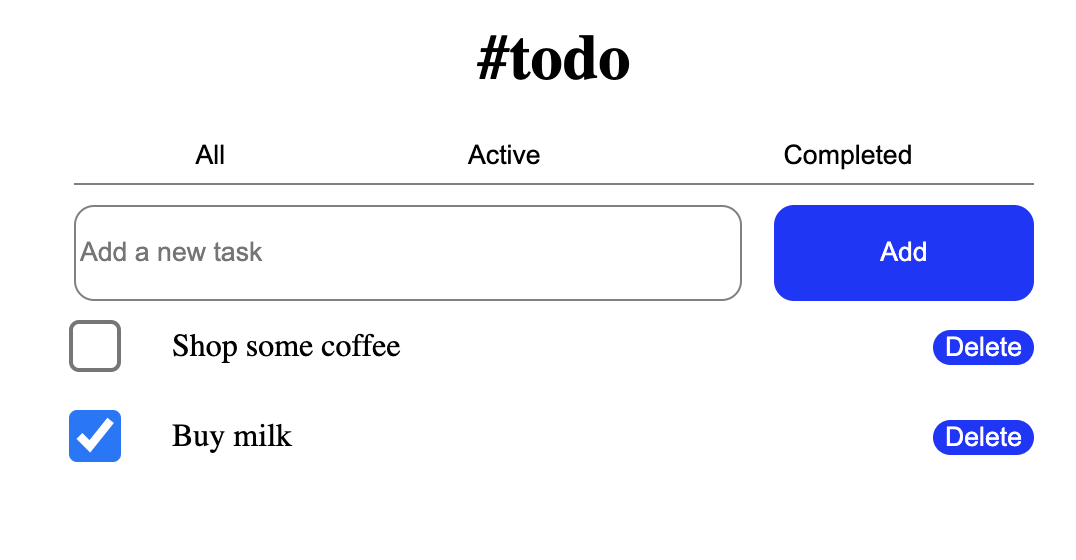 #todo
All Active Completed
Add a new task Add
Shop some coffee Delete
Buy milk Delete